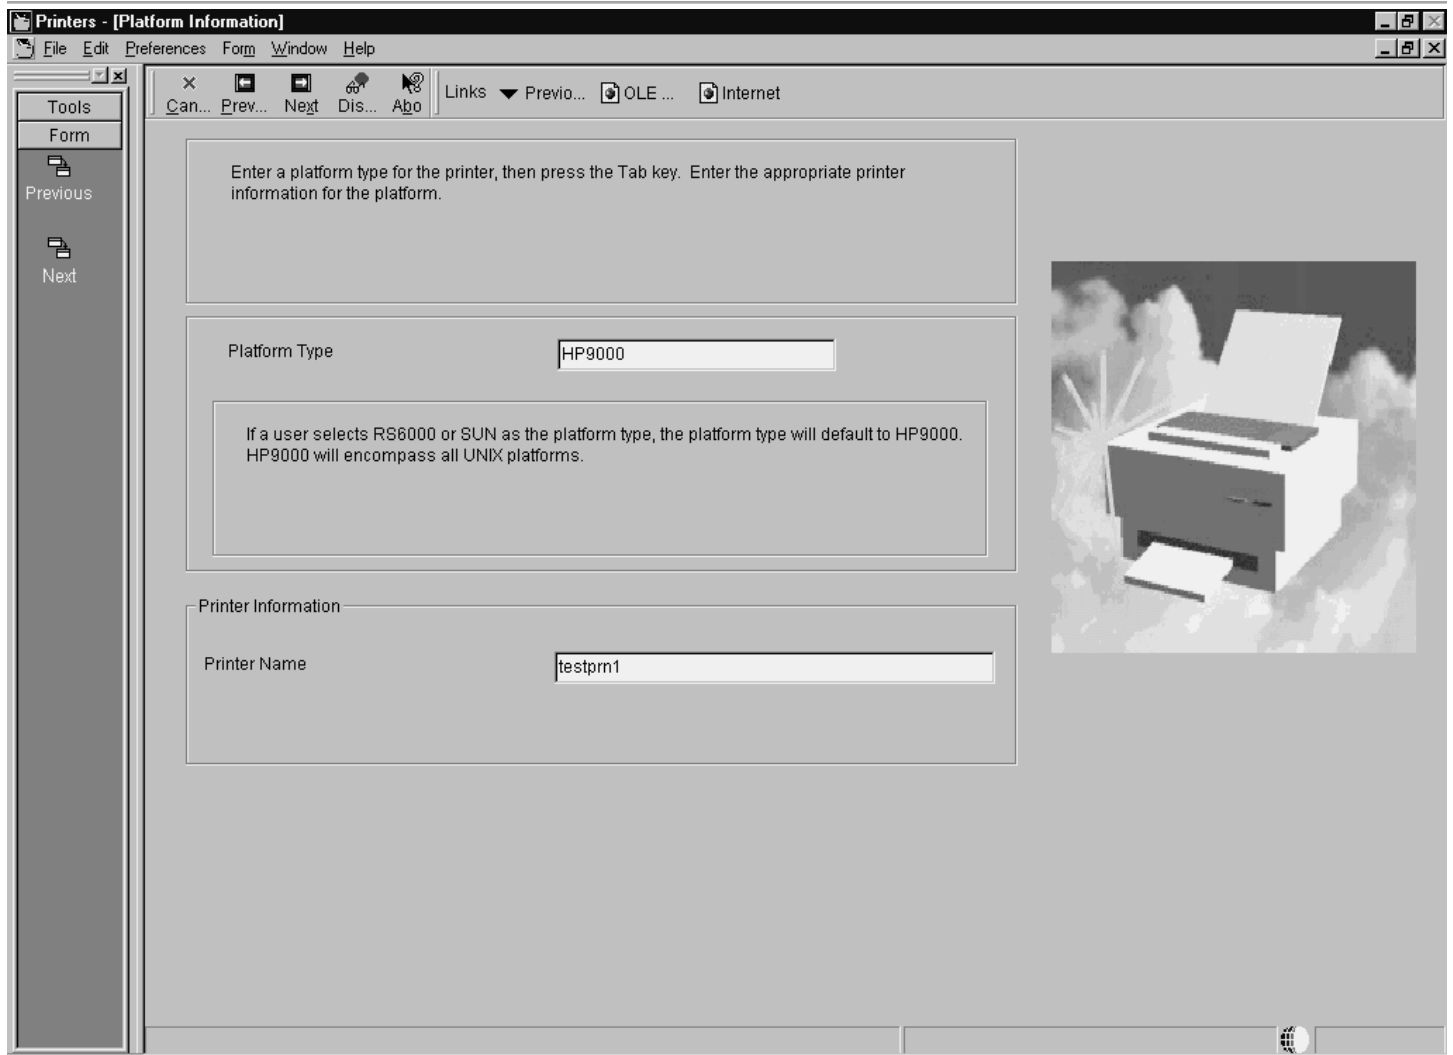 Printers - [Platform Information]
File Edit Preferences Form Window Help
Tools
Form
Previous
Next
Can... Prev... Next Dis... Abo
Links Previo... OLE ... Internet
Enter a platform type for the printer, then press the Tab key. Enter the appropriate printer
information for the platform.
Platform Type HP9000
If a user selects RS6000 or SUN as the platform type, the platform type will default to HP9000.
HP9000 will encompass all UNIX platforms.
Printer Information
Printer Name testprn1